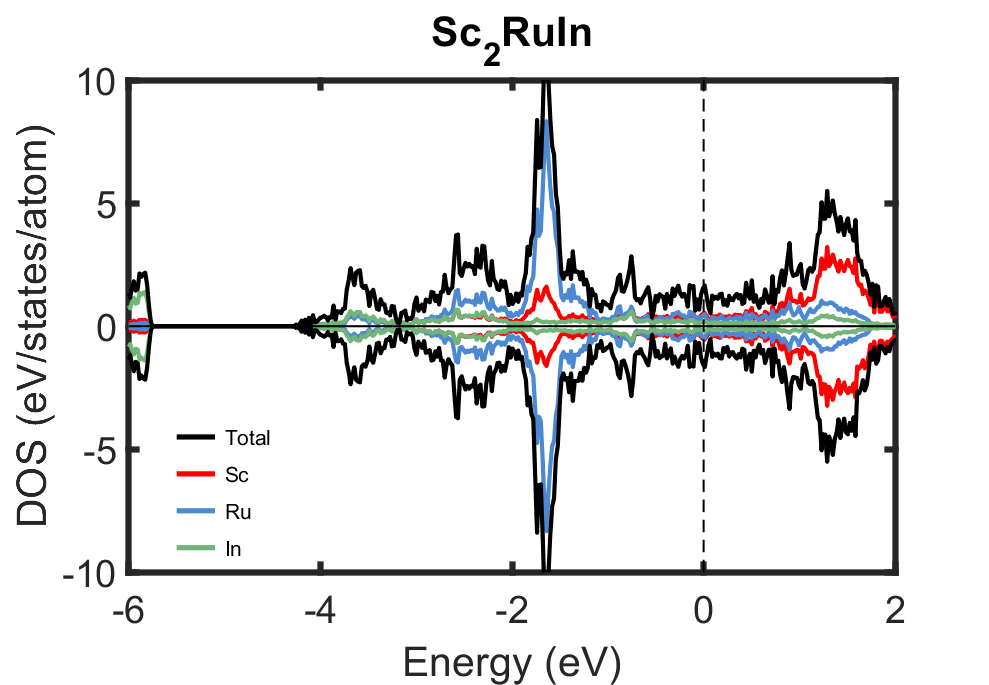 Sc₂RuIn
10
5
0
-5
-10
DOS (eV/states/atom)
Total
Sc
Ru
In
-6 -4 -2 0 2
Energy (eV)